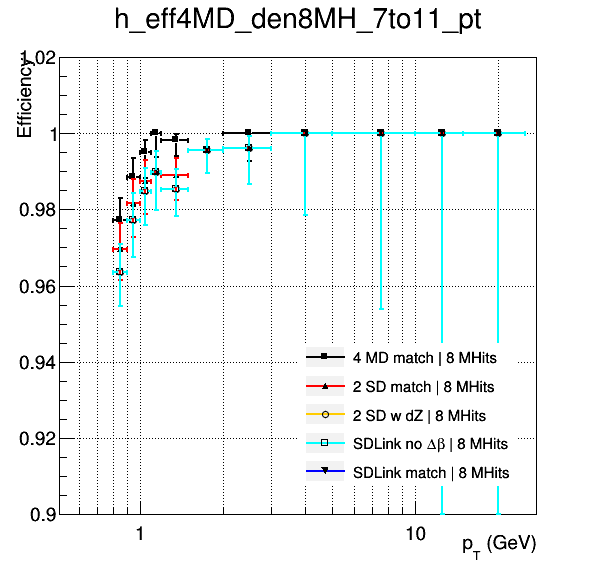 h_eff4MD_den8MH_7to11_pt
Efficiency
1.02
1
0.98
0.96
0.94
0.92
0.9
4 MD match | 8 MHits
2 SD match | 8 MHits
2 SD w dZ | 8 MHits
SDLink no Δβ | 8 MHits
SDLink match | 8 MHits
1
10
p_T (GeV)